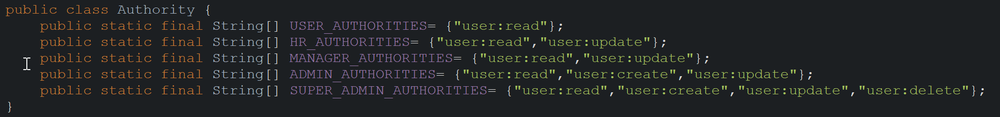 public class Authority {
    public static final String[] USER_AUTHORITIES= {"user:read"};
    public static final String[] HR_AUTHORITIES= {"user:read","user:update"};
    public static final String[] MANAGER_AUTHORITIES= {"user:read","user:update"};
    public static final String[] ADMIN_AUTHORITIES= {"user:read","user:create","user:update"};
    public static final String[] SUPER_ADMIN_AUTHORITIES= {"user:read","user:create","user:update","user:delete"};
}